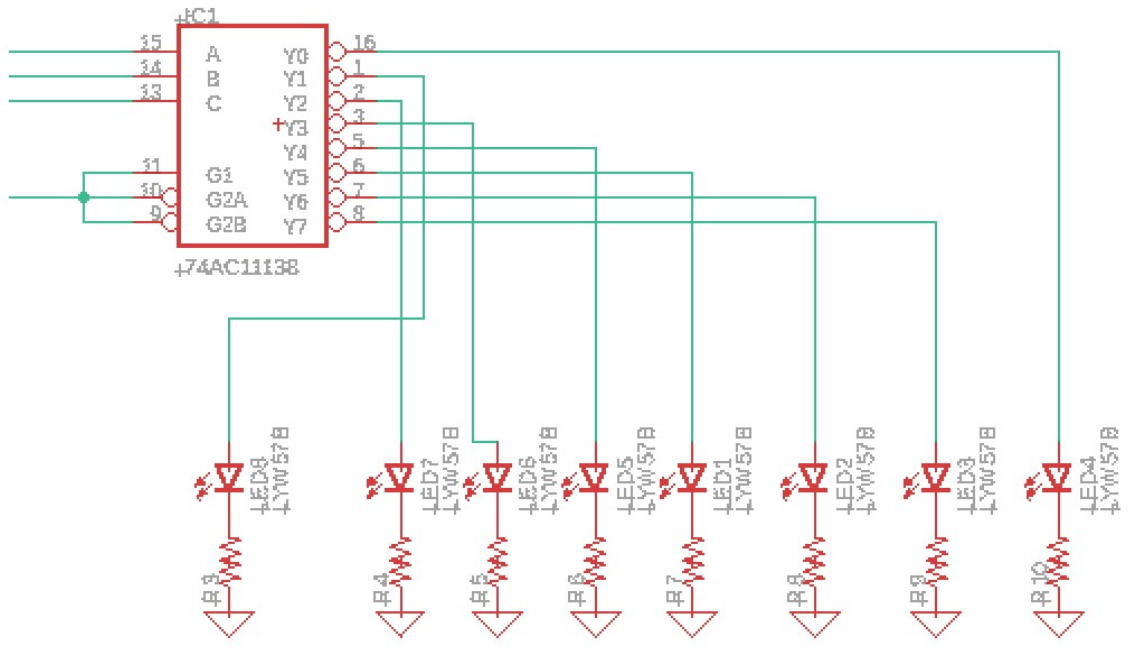 IC1
15 A Y0 16
14 B Y1 1
13 C Y2 2
Y3 3
Y4 5
11 G1 Y5 6
10 G2A Y6 7
9 G2B Y7 8
74AC11138
LED8
LYW57B
LED7
LYW57B
LED6
LYW57B
LED5
LYW57B
LED1
LYW57B
LED2
LYW57B
LED3
LYW57B
LED4
LYW57B
R3
R4
R5
R6
R7
R8
R9
R10